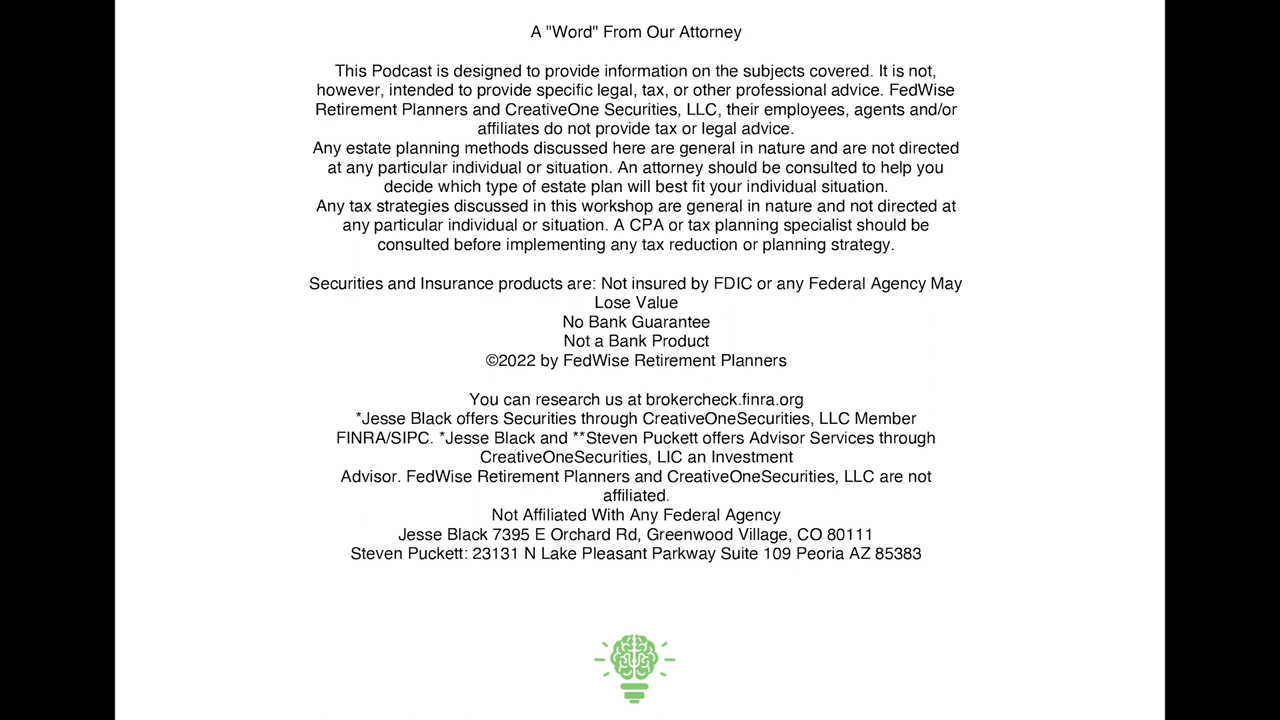 A "Word" From Our Attorney
This Podcast is designed to provide information on the subjects covered. It is not,
however, intended to provide specific legal, tax, or other professional advice. FedWise
Retirement Planners and CreativeOne Securities, LLC, their employees, agents and/or
affiliates do not provide tax or legal advice.
Any estate planning methods discussed here are general in nature and are not directed
at any particular individual or situation. An attorney should be consulted to help you
decide which type of estate plan will best fit your individual situation.
Any tax strategies discussed in this workshop are general in nature and not directed at
any particular individual or situation. A CPA or tax planning specialist should be
consulted before implementing any tax reduction or planning strategy.
Securities and Insurance products are: Not insured by FDIC or any Federal Agency May
Lose Value
No Bank Guarantee
Not a Bank Product
©2022 by FedWise Retirement Planners
You can research us at brokercheck.finra.org
*Jesse Black offers Securities through CreativeOneSecurities, LLC Member
FINRA/SIPC. *Jesse Black and **Steven Puckett offers Advisor Services through
CreativeOneSecurities, LIC an Investment
Advisor. FedWise Retirement Planners and CreativeOneSecurities, LLC are not
affiliated.
Not Affiliated With Any Federal Agency
Jesse Black 7395 E Orchard Rd, Greenwood Village, CO 80111
Steven Puckett: 23131 N Lake Pleasant Parkway Suite 109 Peoria AZ 85383